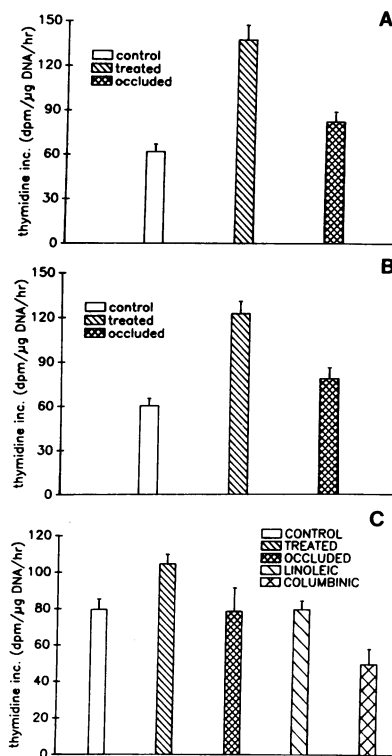 A
150
120
90
60
30
0
thymidine inc. (dpm/µg DNA/hr)
control
treated
occluded
B
150
120
90
60
30
0
thymidine inc. (dpm/µg DNA/hr)
control
treated
occluded
C
120
100
80
60
40
20
0
thymidine inc. (dpm/µg DNA/hr)
CONTROL
TREATED
OCCLUDED
LINOLEIC
COLUMBINIC